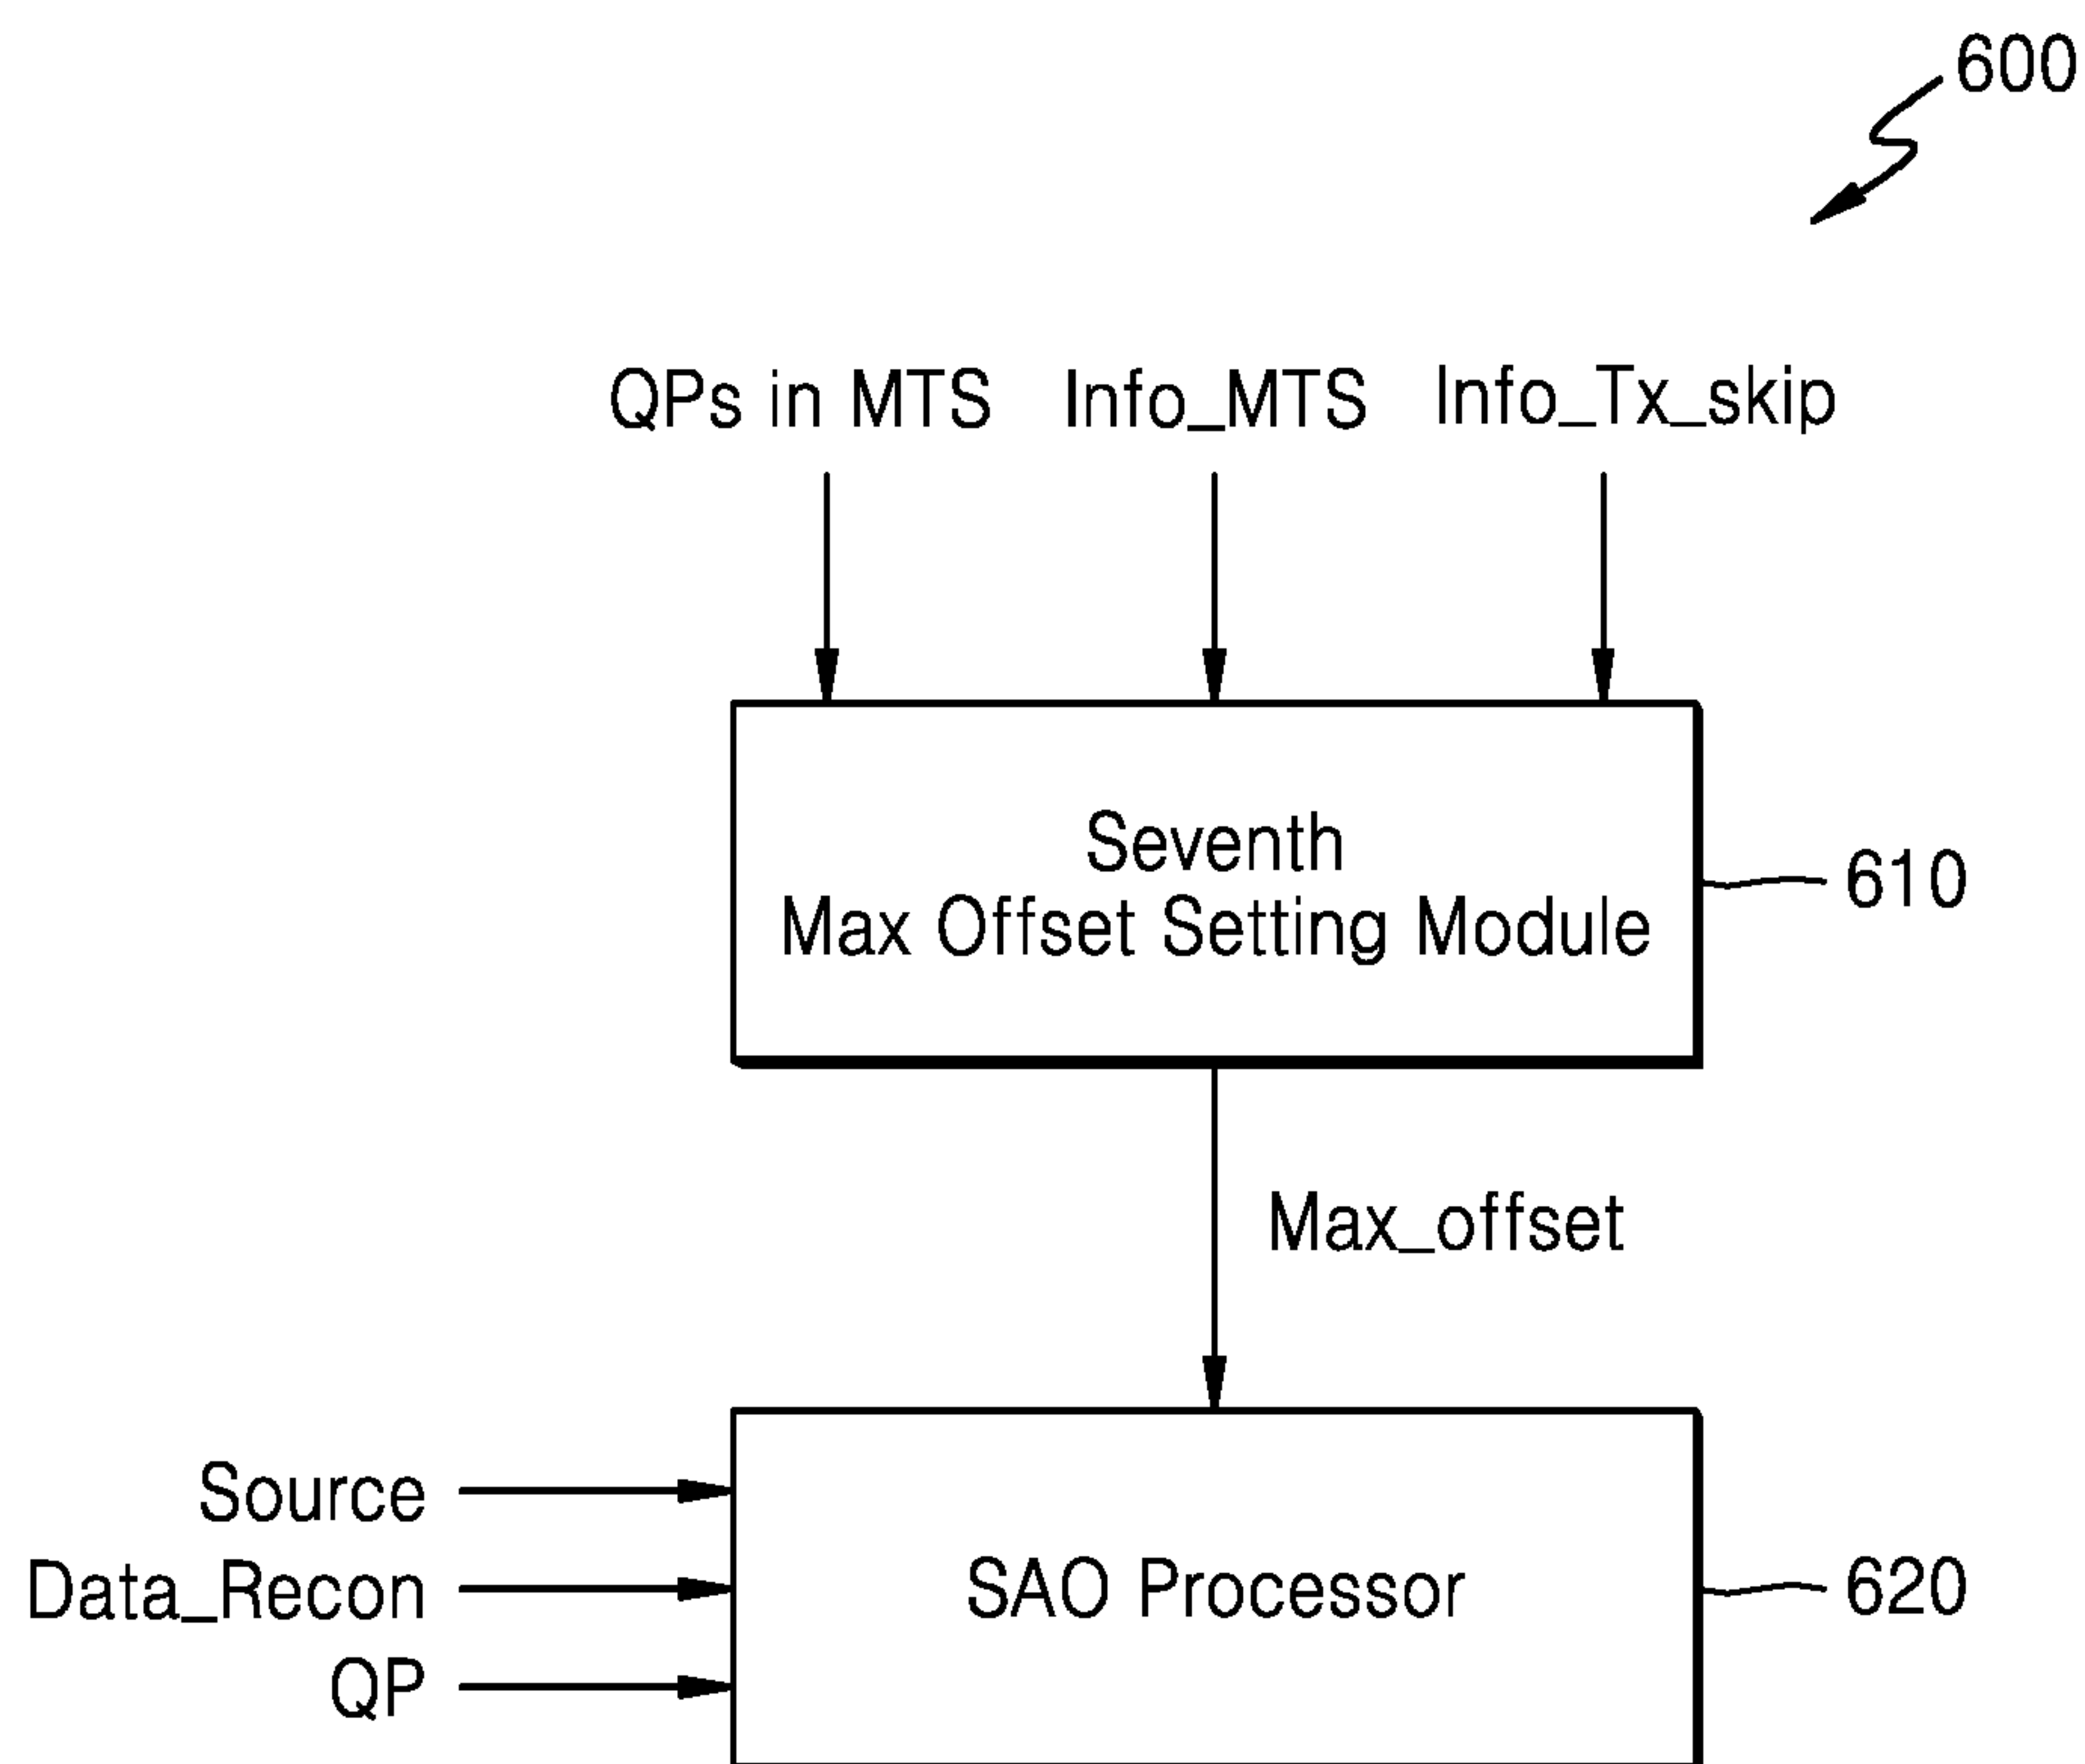 600
QPs in MTS
Info_MTS
Info_Tx_skip
Seventh
Max Offset Setting Module
610
Max_offset
Source
Data_Recon
QP
SAO Processor
620